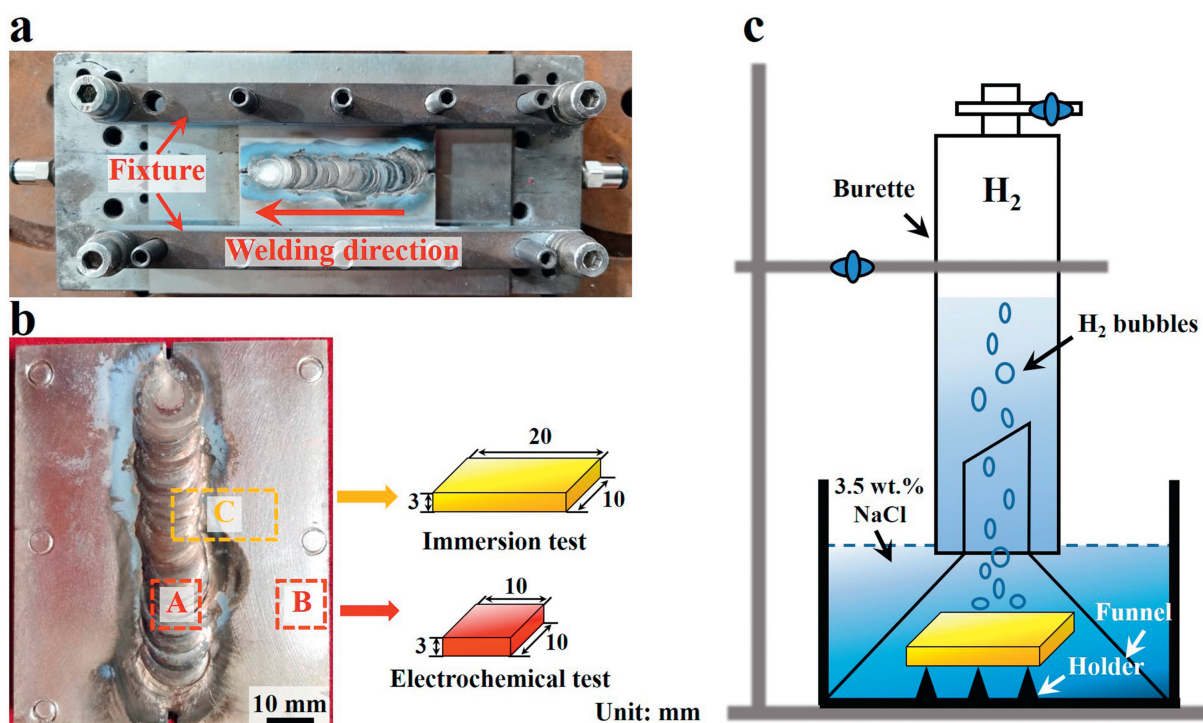 a
Fixture
Welding direction
b
C
A
B
20
10
3
Immersion test
10
10
3
Electrochemical test
10 mm
Unit: mm
c
Burette
H₂
H₂ bubbles
3.5 wt.%
NaCl
Funnel
Holder